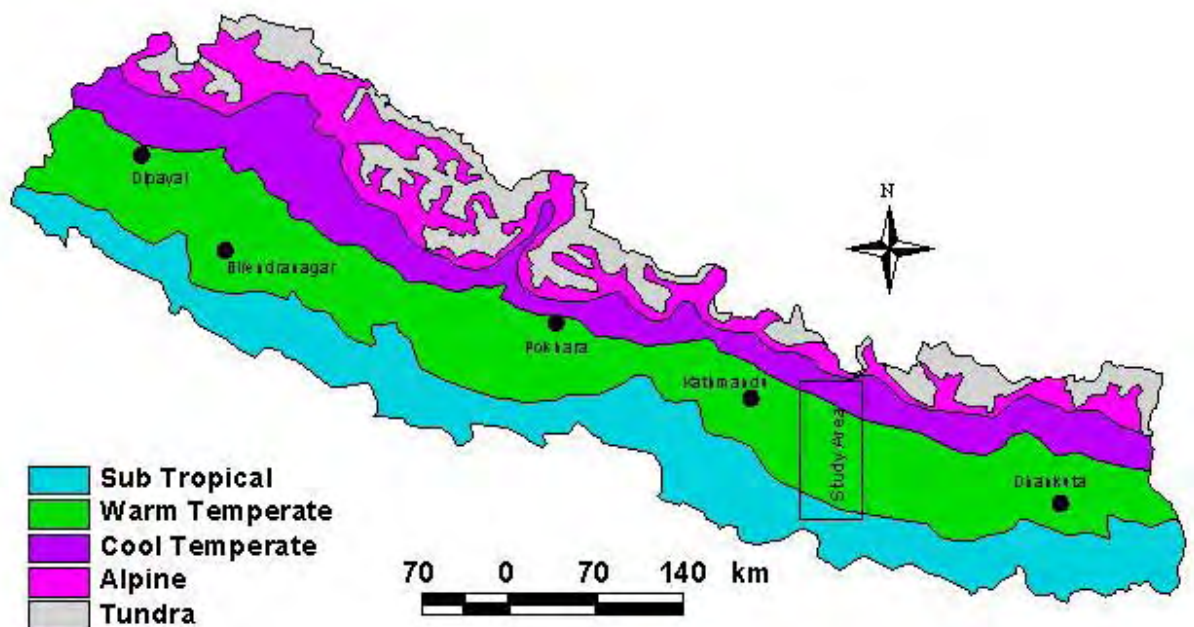 N
Dipayal
Birendranagar
Pokhara
Katmandu
Study Area
Dhankuta
Sub Tropical
Warm Temperate
Cool Temperate
Alpine
Tundra
70 0 70 140 km